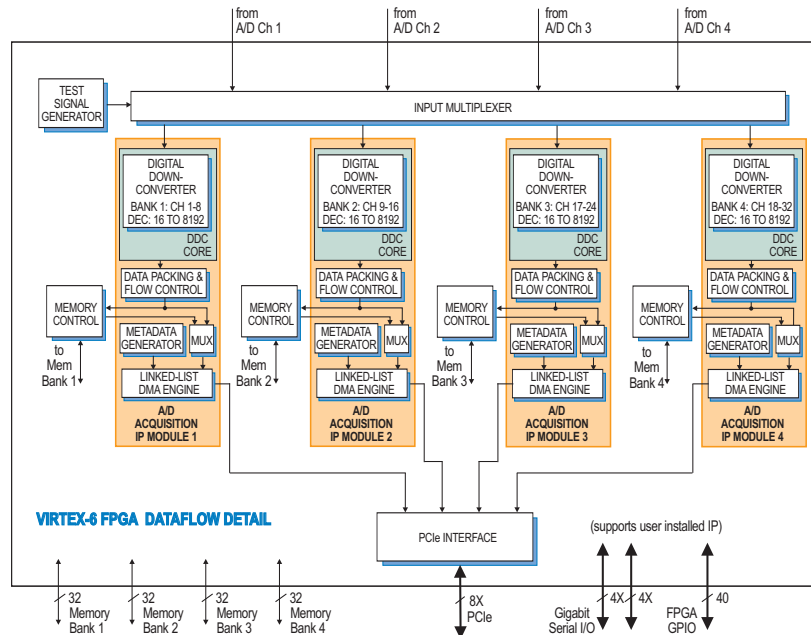 from
A/D Ch 1
from
A/D Ch 2
from
A/D Ch 3
from
A/D Ch 4
TEST
SIGNAL
GENERATOR
INPUT MULTIPLEXER
DIGITAL
DOWN-
CONVERTER
BANK 1: CH 1-8
DEC: 16 TO 8192
DDC
CORE
DATA PACKING &
FLOW CONTROL
MEMORY
CONTROL
METADATA
GENERATOR
MUX
to
Mem
Bank 1
LINKED-LIST
DMA ENGINE
A/D
ACQUISITION
IP MODULE 1
DIGITAL
DOWN-
CONVERTER
BANK 2: CH 9-16
DEC: 16 TO 8192
DDC
CORE
DATA PACKING &
FLOW CONTROL
MEMORY
CONTROL
METADATA
GENERATOR
MUX
to
Mem
Bank 2
LINKED-LIST
DMA ENGINE
A/D
ACQUISITION
IP MODULE 2
DIGITAL
DOWN-
CONVERTER
BANK 3: CH 17-24
DEC: 16 TO 8192
DDC
CORE
DATA PACKING &
FLOW CONTROL
MEMORY
CONTROL
METADATA
GENERATOR
MUX
to
Mem
Bank 3
LINKED-LIST
DMA ENGINE
A/D
ACQUISITION
IP MODULE 3
DIGITAL
DOWN-
CONVERTER
BANK 4: CH 18-32
DEC: 16 TO 8192
DDC
CORE
DATA PACKING &
FLOW CONTROL
MEMORY
CONTROL
METADATA
GENERATOR
MUX
to
Mem
Bank 4
LINKED-LIST
DMA ENGINE
A/D
ACQUISITION
IP MODULE 4
VIRTEX-6 FPGA DATAFLOW DETAIL
PCIe INTERFACE
(supports user installed IP)
32
Memory
Bank 1
32
Memory
Bank 2
32
Memory
Bank 3
32
Memory
Bank 4
8X
PCIe
4X
4X
Gigabit
Serial I/O
40
FPGA
GPIO